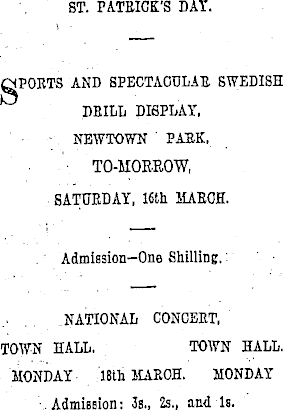 ST. PATRICK'S DAY.
SPORTS AND SPECTACULAR SWEDISH
DRILL DISPLAY,
NEWTOWN PARK,
TO-MORROW,
SATURDAY, 16th MARCH.
Admission—One Shilling.
NATIONAL CONCERT,
TOWN HALL. TOWN HALL.
MONDAY 18th MARCH. MONDAY
Admission: 3s., 2s., and 1s.